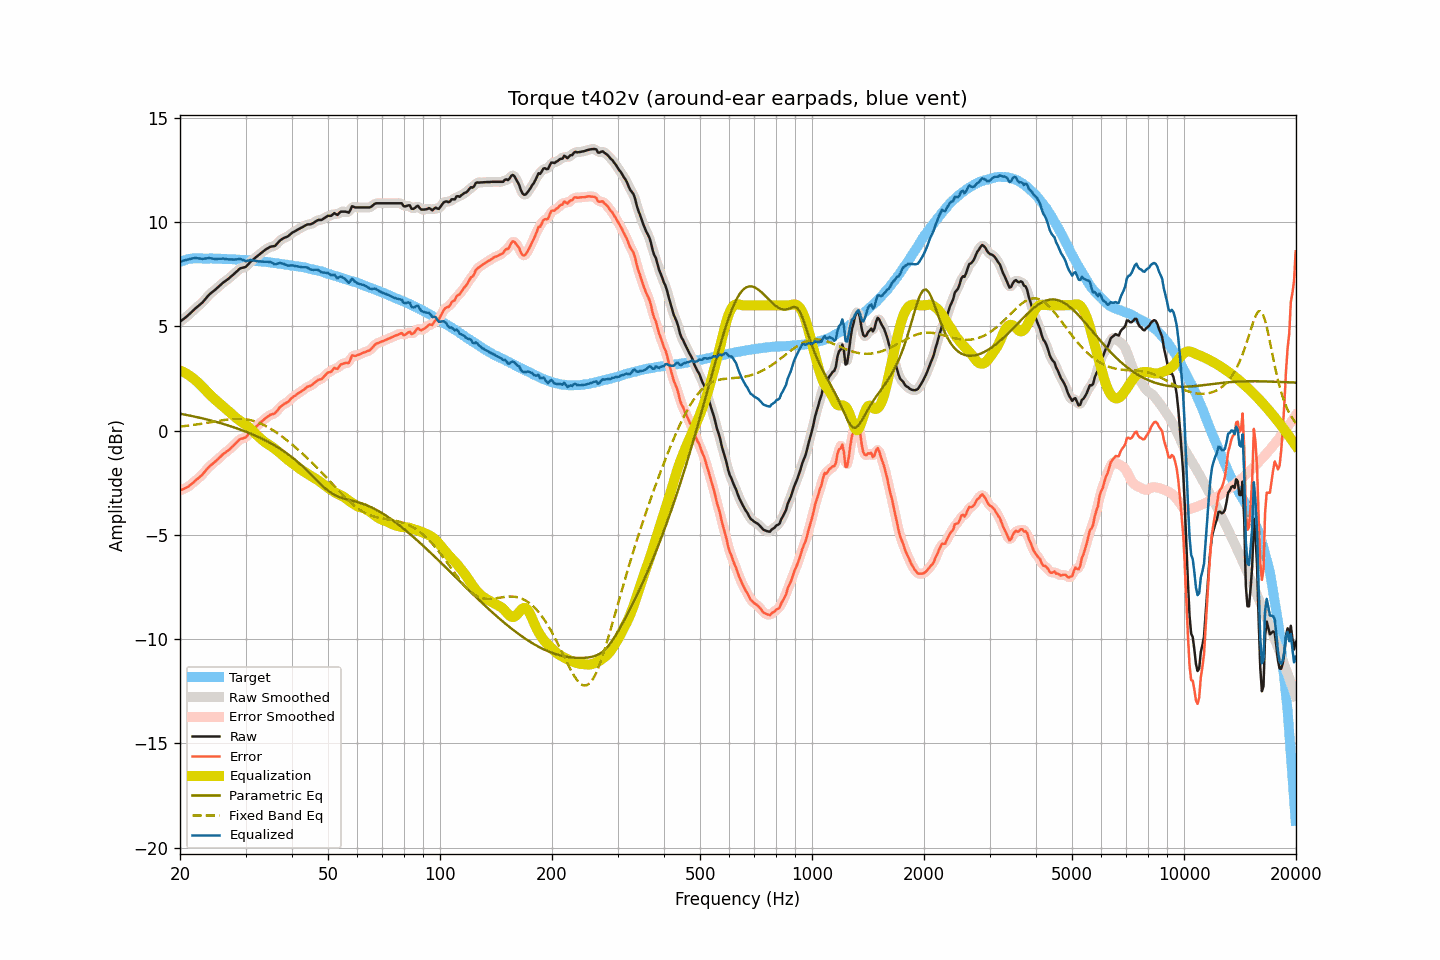 Torque t402v (around-ear earpads, blue vent)
15
10
5
0
−5
−10
−15
−20
Amplitude (dBr)
Target
Raw Smoothed
Error Smoothed
Raw
Error
Equalization
Parametric Eq
Fixed Band Eq
Equalized
20 50 100 200 500 1000 2000 5000 10000 20000
Frequency (Hz)